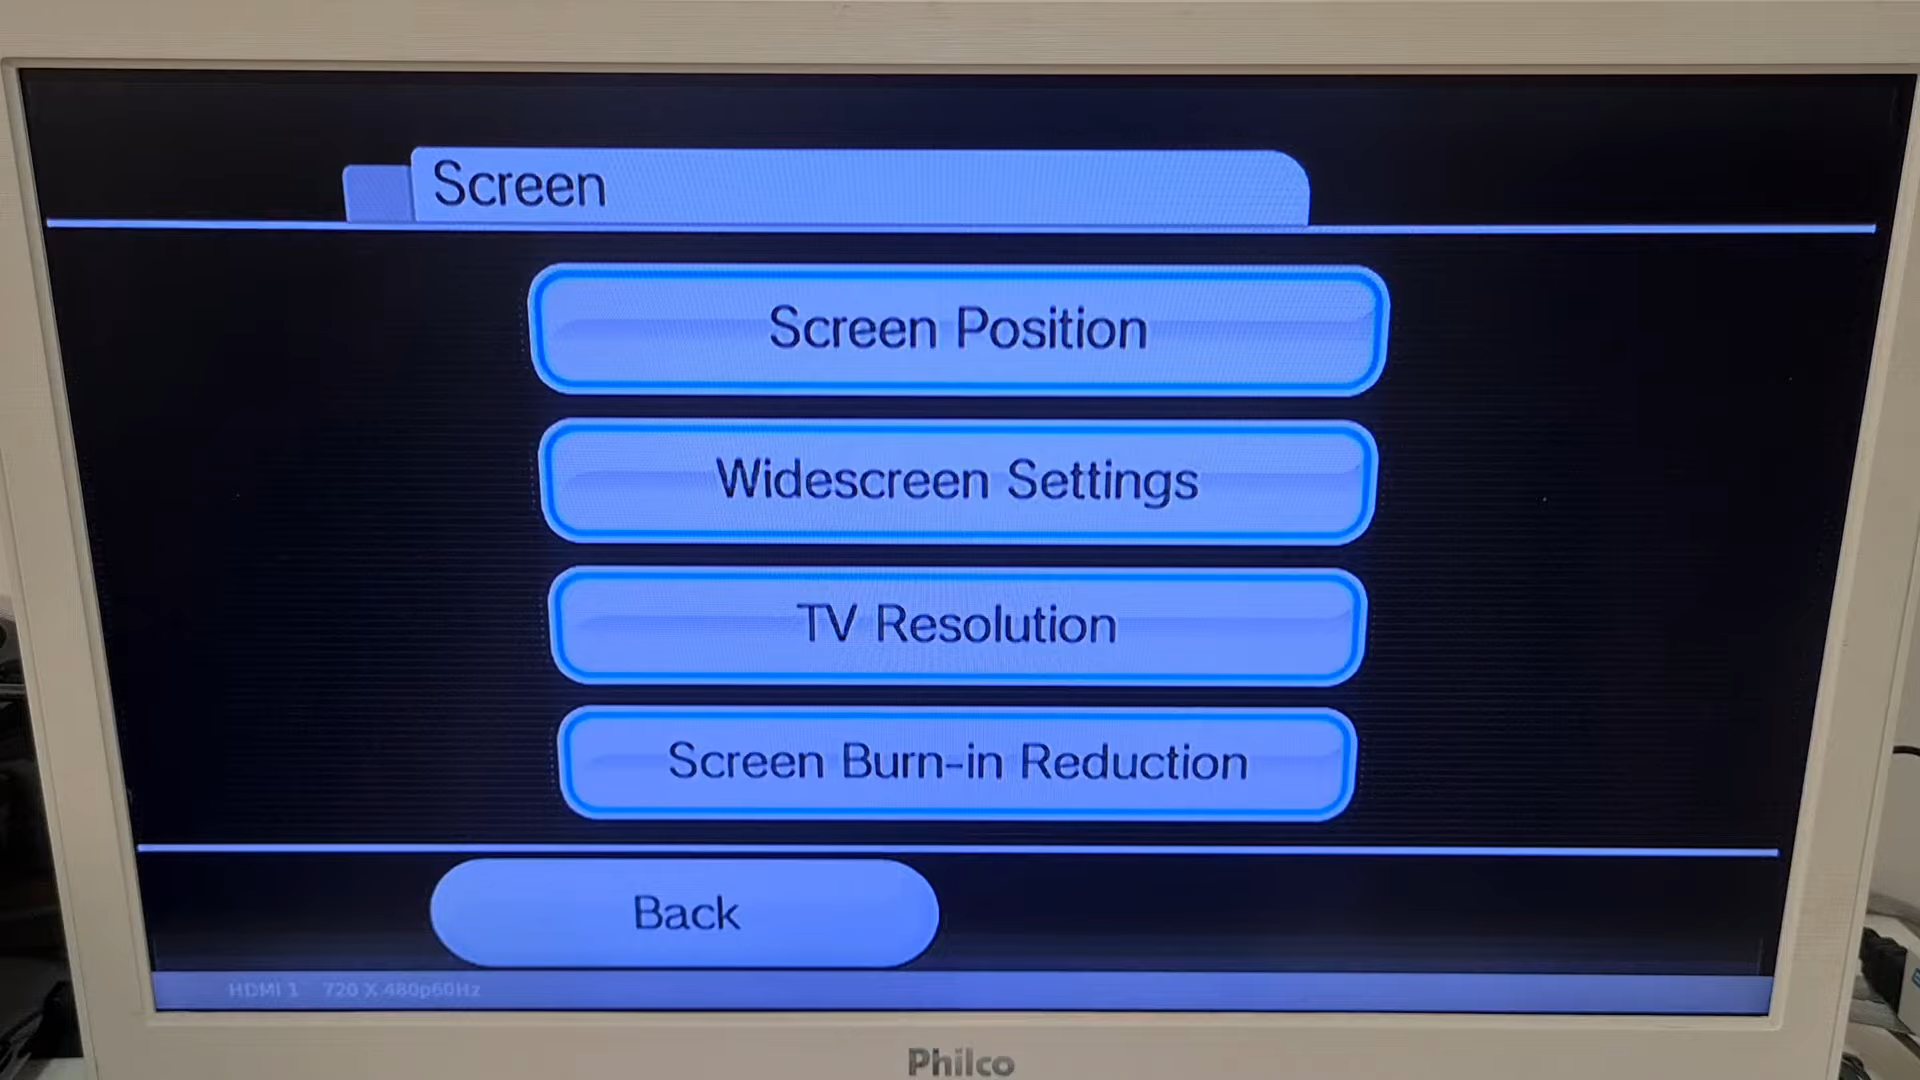 Screen
Screen Position
Widescreen Settings
TV Resolution
Screen Burn-in Reduction
Back
HDMI 1 720 X 480p60Hz
Philco